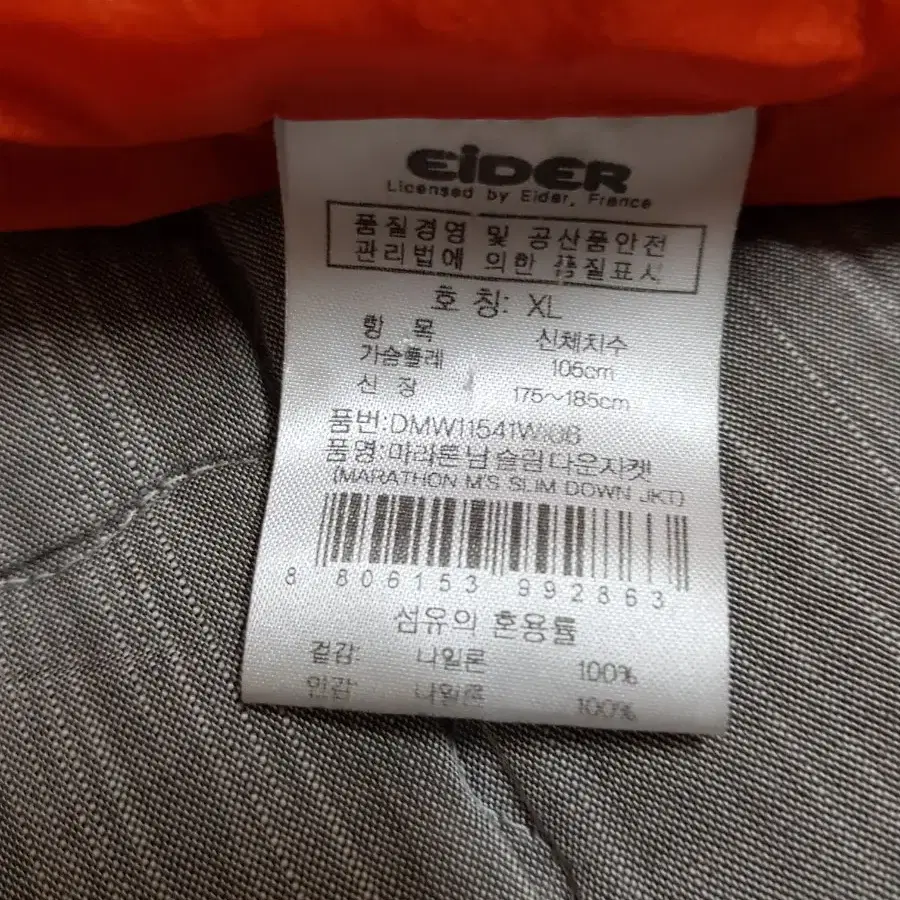 EiDER
Licensed by Eider, France
품질경영 및 공산품안전
관리법에 의한 품질표시
호 칭: XL
항 목 신체치수
가슴둘레 105cm
신 장 175~185cm
품번:
품명:마라톤남슬림다운자켓
(MARATHON M'S SLIM DOWN JKT)
8 806153 992863
섬유의 혼용률
겉감: 나일론 100%
안감: 나일론 100%